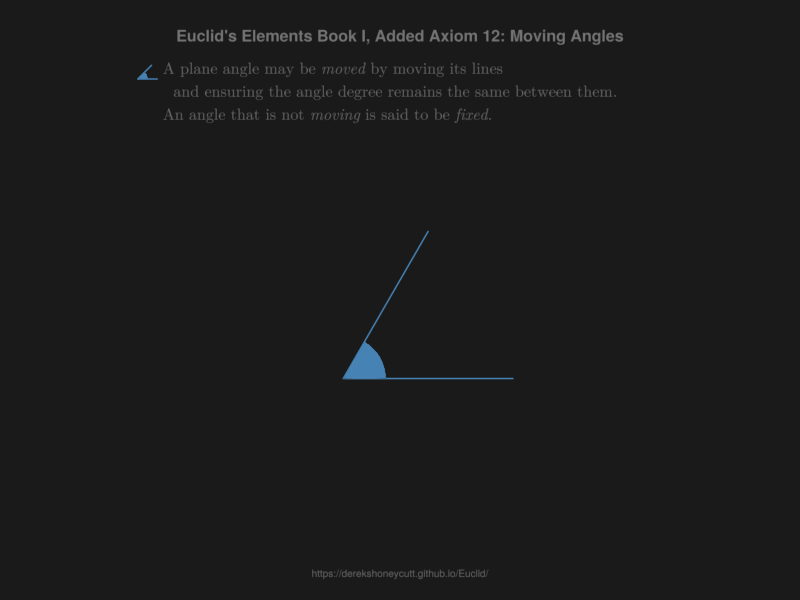 Euclid's Elements Book I, Added Axiom 12: Moving Angles
A plane angle may be moved by moving its lines
and ensuring the angle degree remains the same between them.
An angle that is not moving is said to be fixed.
https://derekshoneycutt.github.io/Euclid/